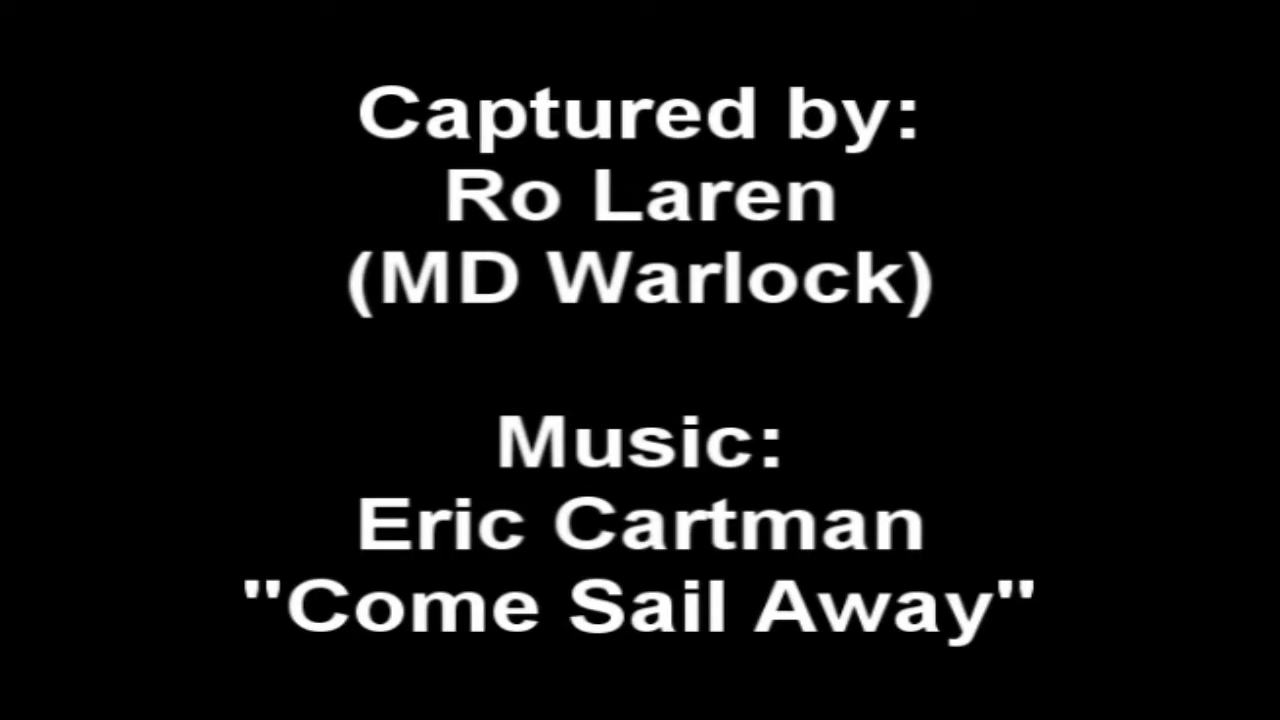 Captured by:
Ro Laren
(MD Warlock)
Music:
Eric Cartman
"Come Sail Away"